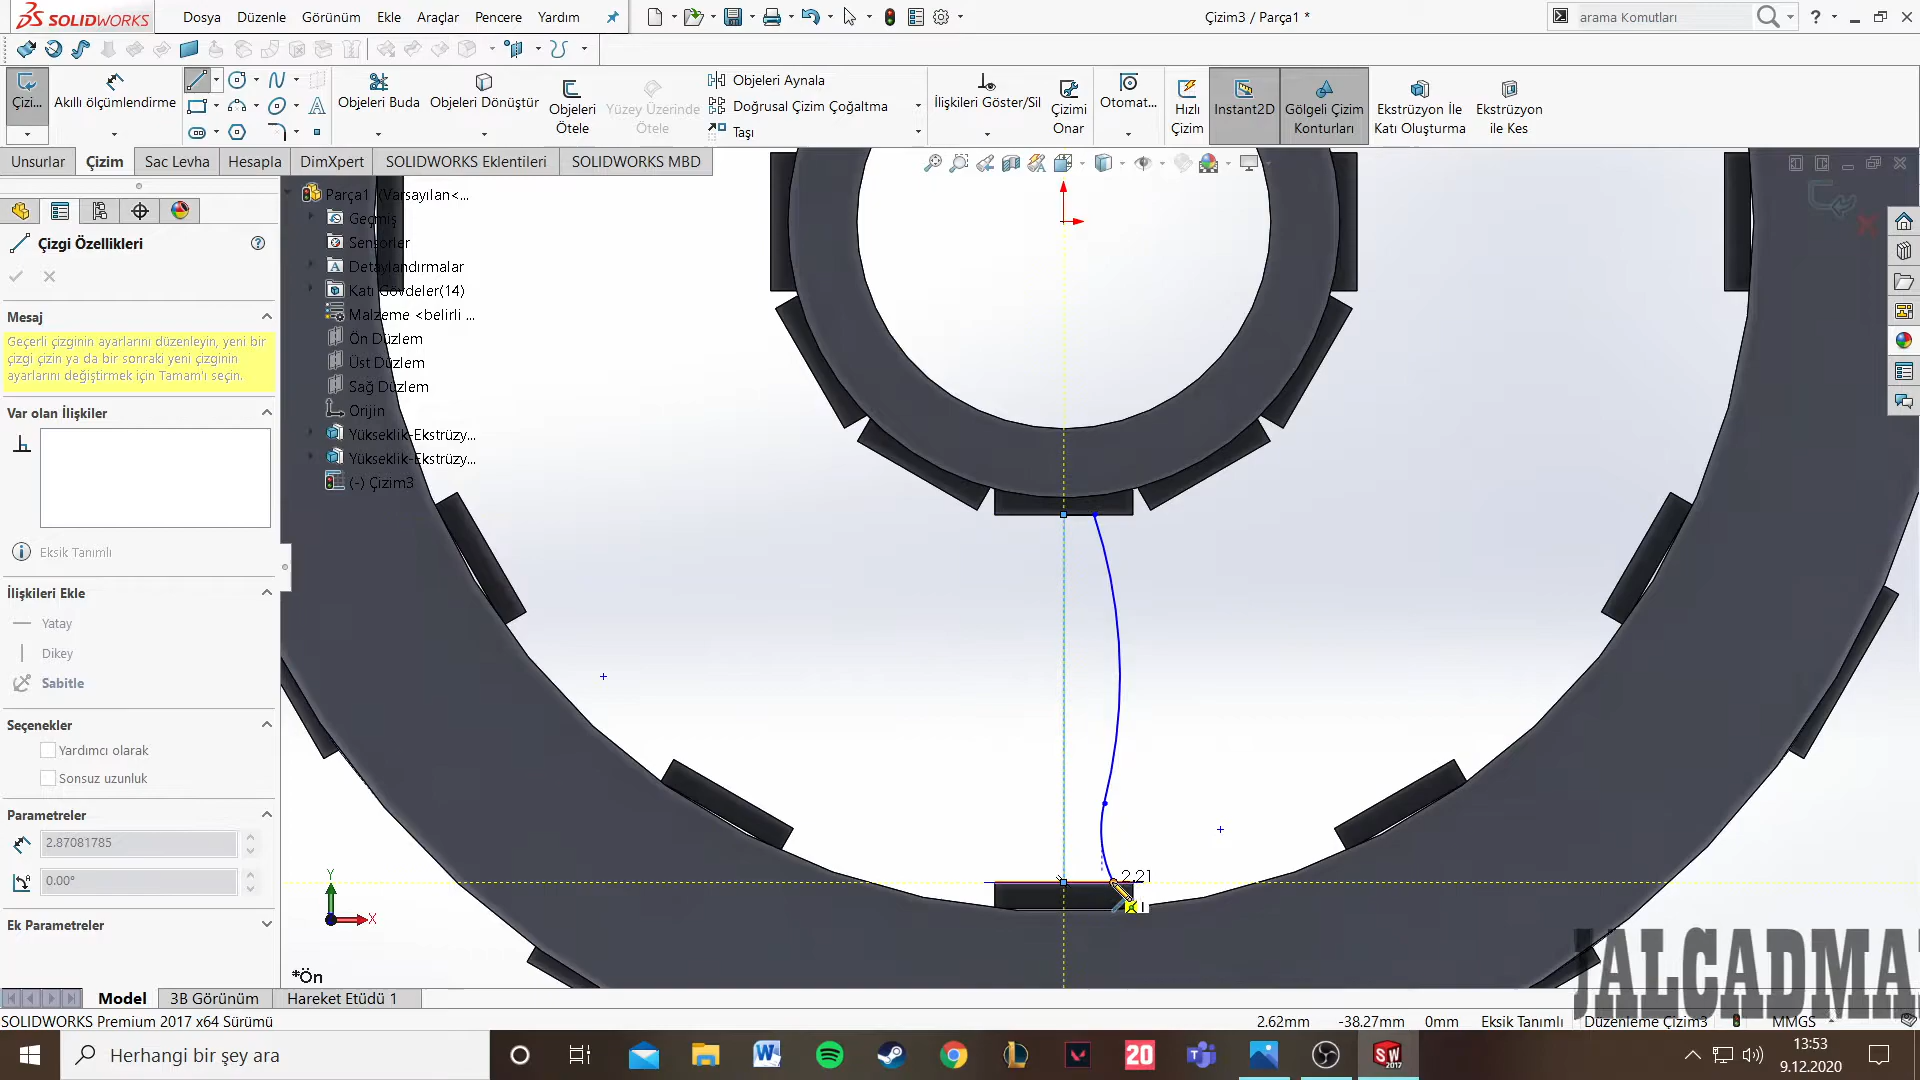 SOLIDWORKS
Dosya Düzenle Görünüm Ekle Araçlar Pencere Yardım
Çizim3 / Parça1 *
arama Komutları
Çizi...
Akıllı ölçümlendirme
Objeleri Buda
Objeleri Dönüştür
Objeleri Ötele
Yüzey Üzerinde Ötele
Objeleri Aynala
Doğrusal Çizim Çoğaltma
Taşı
İlişkileri Göster/Sil
Çizimi Onar
Otomat...
Hızlı Çizim
Instant2D
Gölgeli Çizim Konturları
Ekstrüzyon İle Katı Oluşturma
Ekstrüzyon ile Kes
Unsurlar Çizim Sac Levha Hesapla DimXpert SOLIDWORKS Eklentileri SOLIDWORKS MBD
Parça1 (Varsayılan<...
Geçmiş
Sensörler
Detaylandırmalar
Katı Gövdeler(14)
Malzeme <belirli ...
Ön Düzlem
Üst Düzlem
Sağ Düzlem
Orijin
Yükseklik-Ekstrüzy...
Yükseklik-Ekstrüzy...
(-) Çizim3
Çizgi Özellikleri
Mesaj
Geçerli çizginin ayarlarını düzenleyin, yeni bir
çizgi çizin ya da bir sonraki yeni çizginin
ayarlarını değiştirmek için Tamam'ı seçin.
Var olan İlişkiler
Eksik Tanımlı
İlişkileri Ekle
Yatay
Dikey
Sabitle
Seçenekler
Yardımcı olarak
Sonsuz uzunluk
Parametreler
2.87081785
0.00°
Ek Parametreler
2.21
Y
X
*Ön
JALCADMA
Model 3B Görünüm Hareket Etüdü 1
SOLIDWORKS Premium 2017 x64 Sürümü
2.62mm -38.27mm 0mm Eksik Tanımlı Düzenleme Çizim3 MMGS
Herhangi bir şey ara
20
SW
2017
13:53
9.12.2020